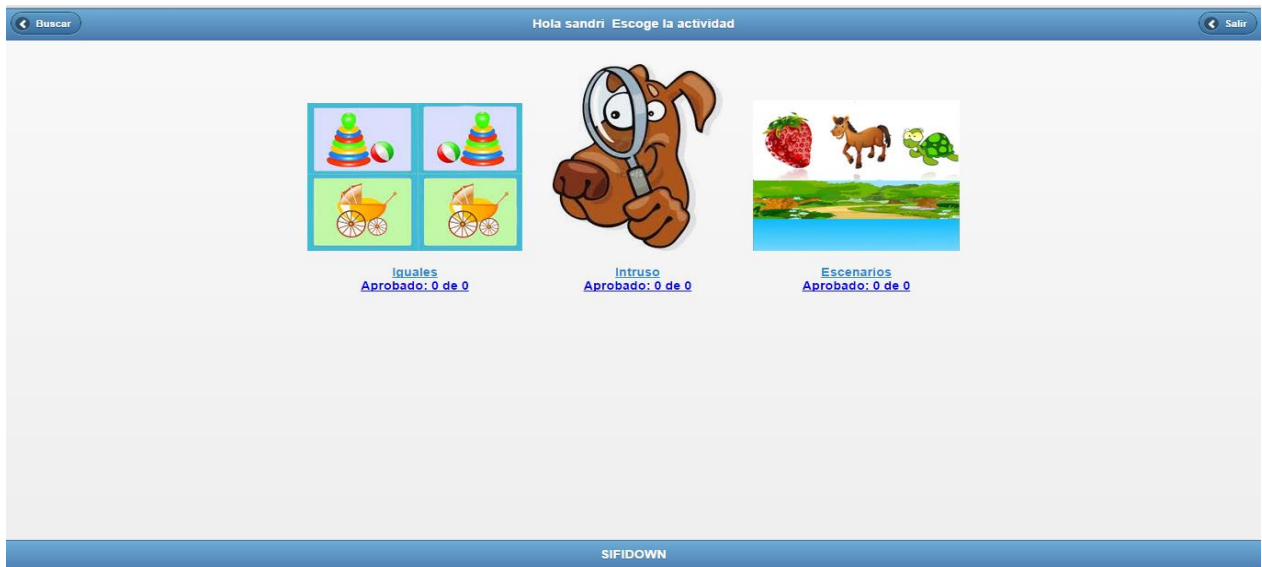 Buscar
Hola sandri Escoge la actividad
Salir
Iguales
Aprobado: 0 de 0
Intruso
Aprobado: 0 de 0
Escenarios
Aprobado: 0 de 0
SIFIDOWN